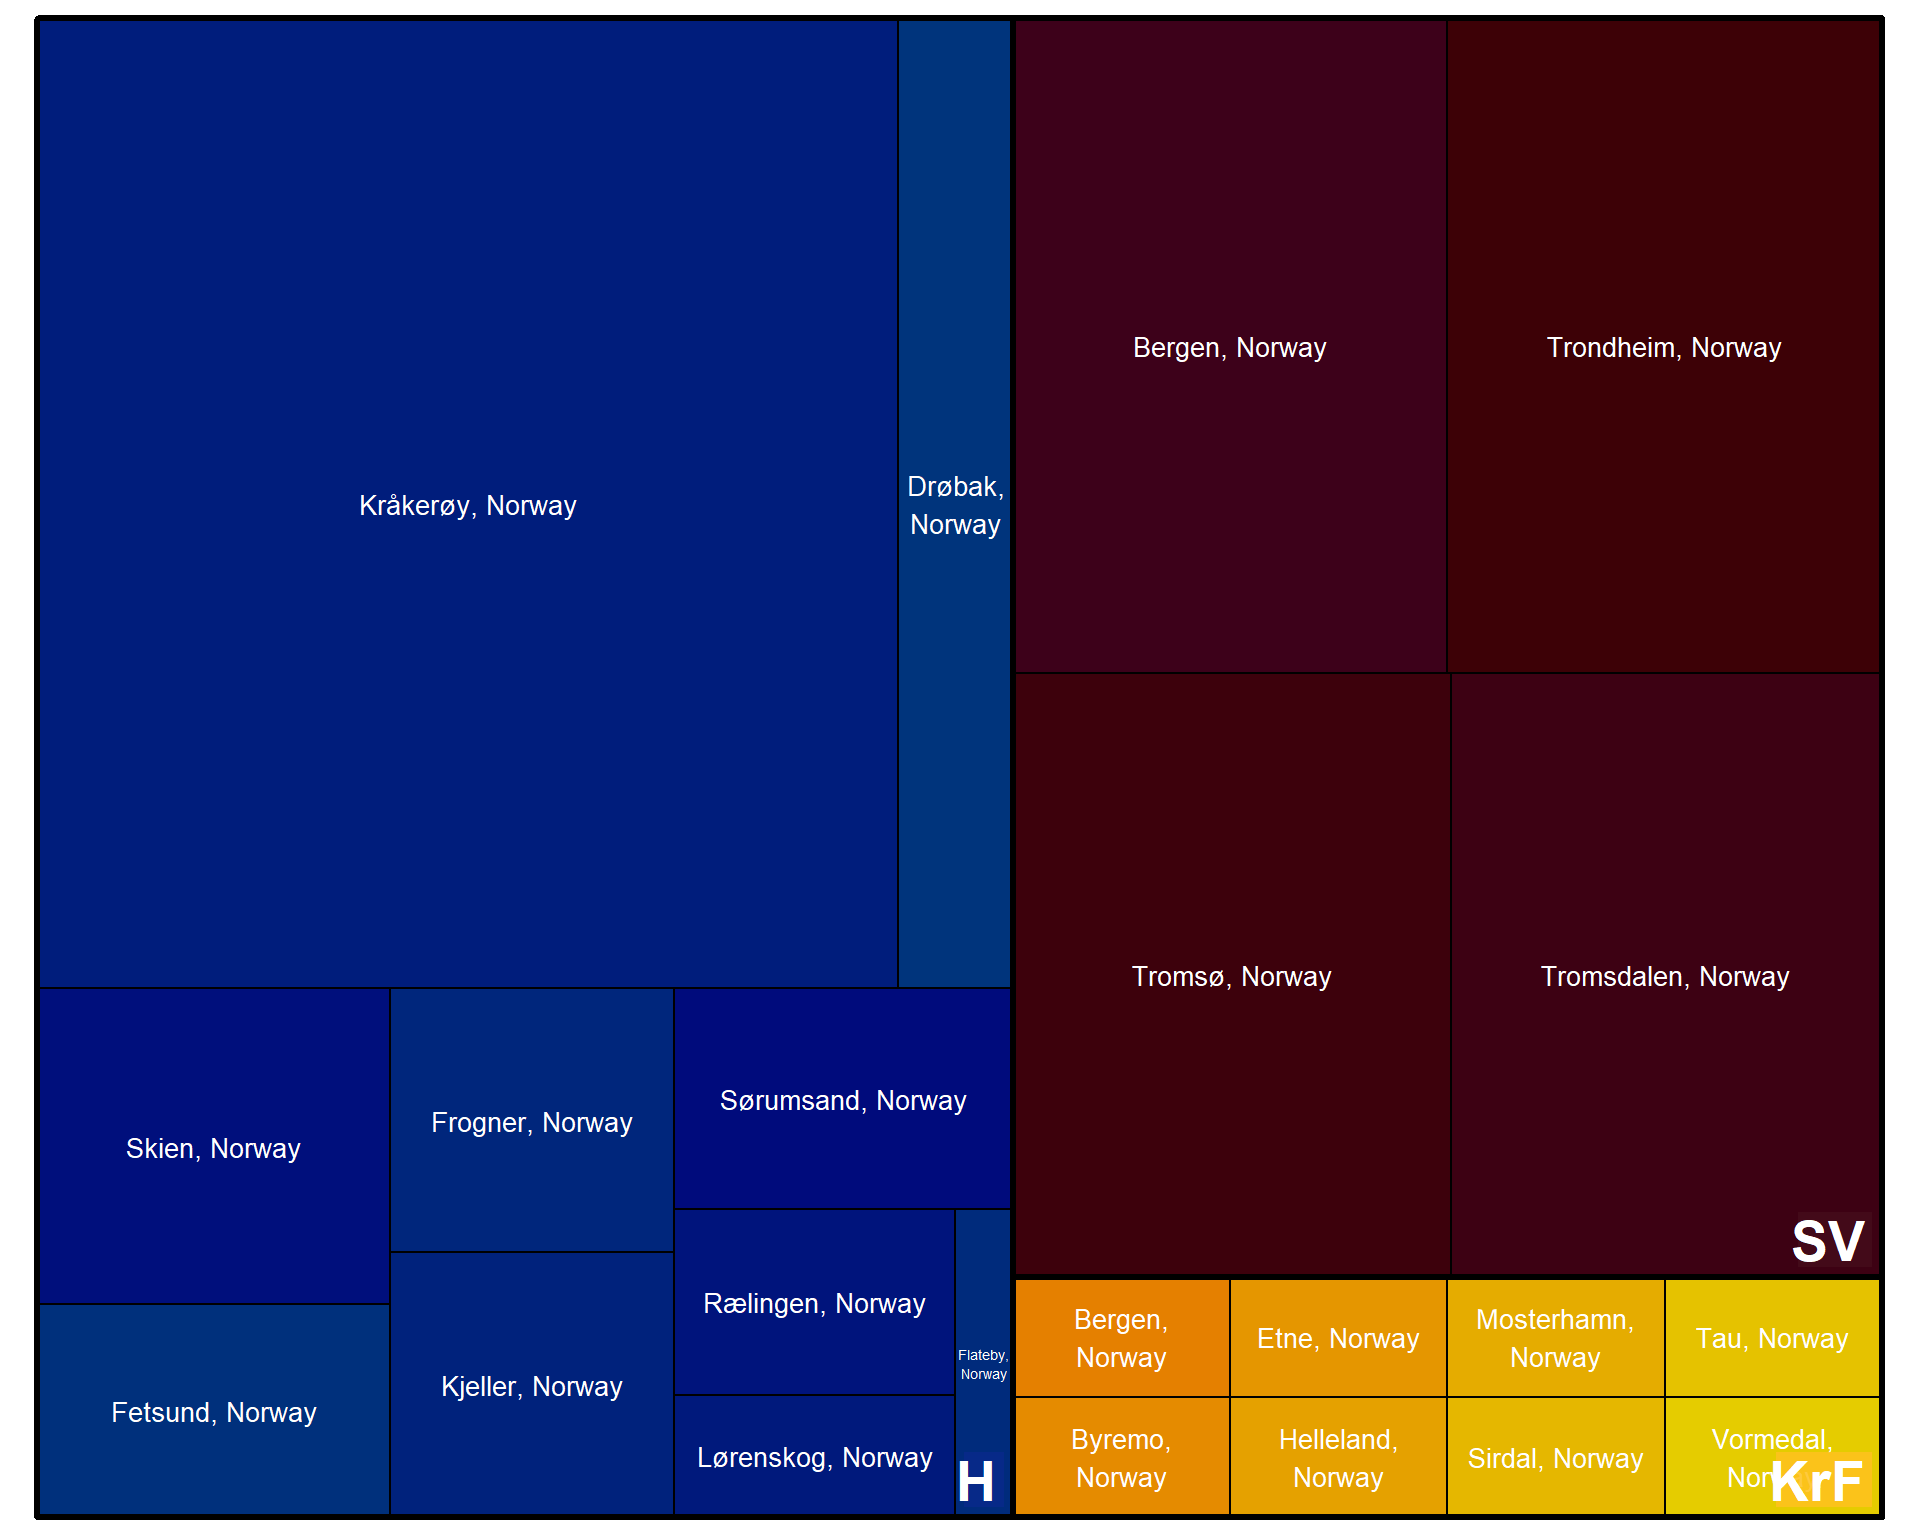 Kråkerøy, Norway
Drøbak,
Norway
Skien, Norway
Frogner, Norway
Sørumsand, Norway
Fetsund, Norway
Kjeller, Norway
Rælingen, Norway
Flateby,
Norway
Lørenskog, Norway
H
Bergen, Norway
Trondheim, Norway
Tromsø, Norway
Tromsdalen, Norway
SV
Bergen,
Norway
Etne, Norway
Mosterhamn,
Norway
Tau, Norway
Byremo,
Norway
Helleland,
Norway
Sirdal, Norway
Vormedal,
KrF